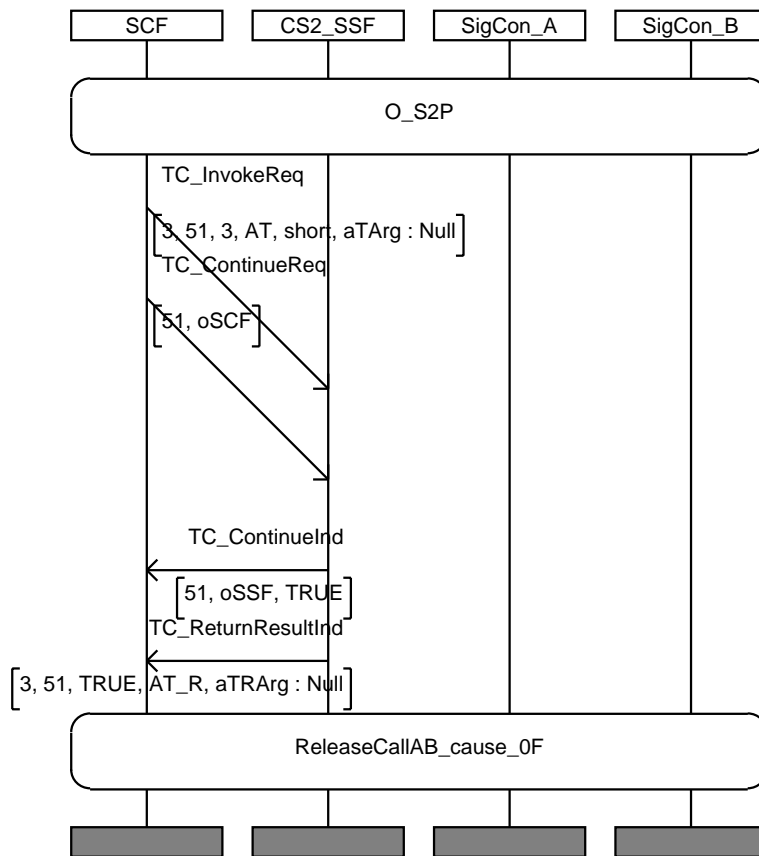 SCF CS2_SSF SigCon_A SigCon_B
O_S2P
TC_InvokeReq
[3, 51, 3, AT, short, aTArg : Null]
TC_ContinueReq
[51, oSCF]
TC_ContinueInd
[51, oSSF, TRUE]
TC_ReturnResultInd
[3, 51, TRUE, AT_R, aTRArg : Null]
ReleaseCallAB_cause_0F